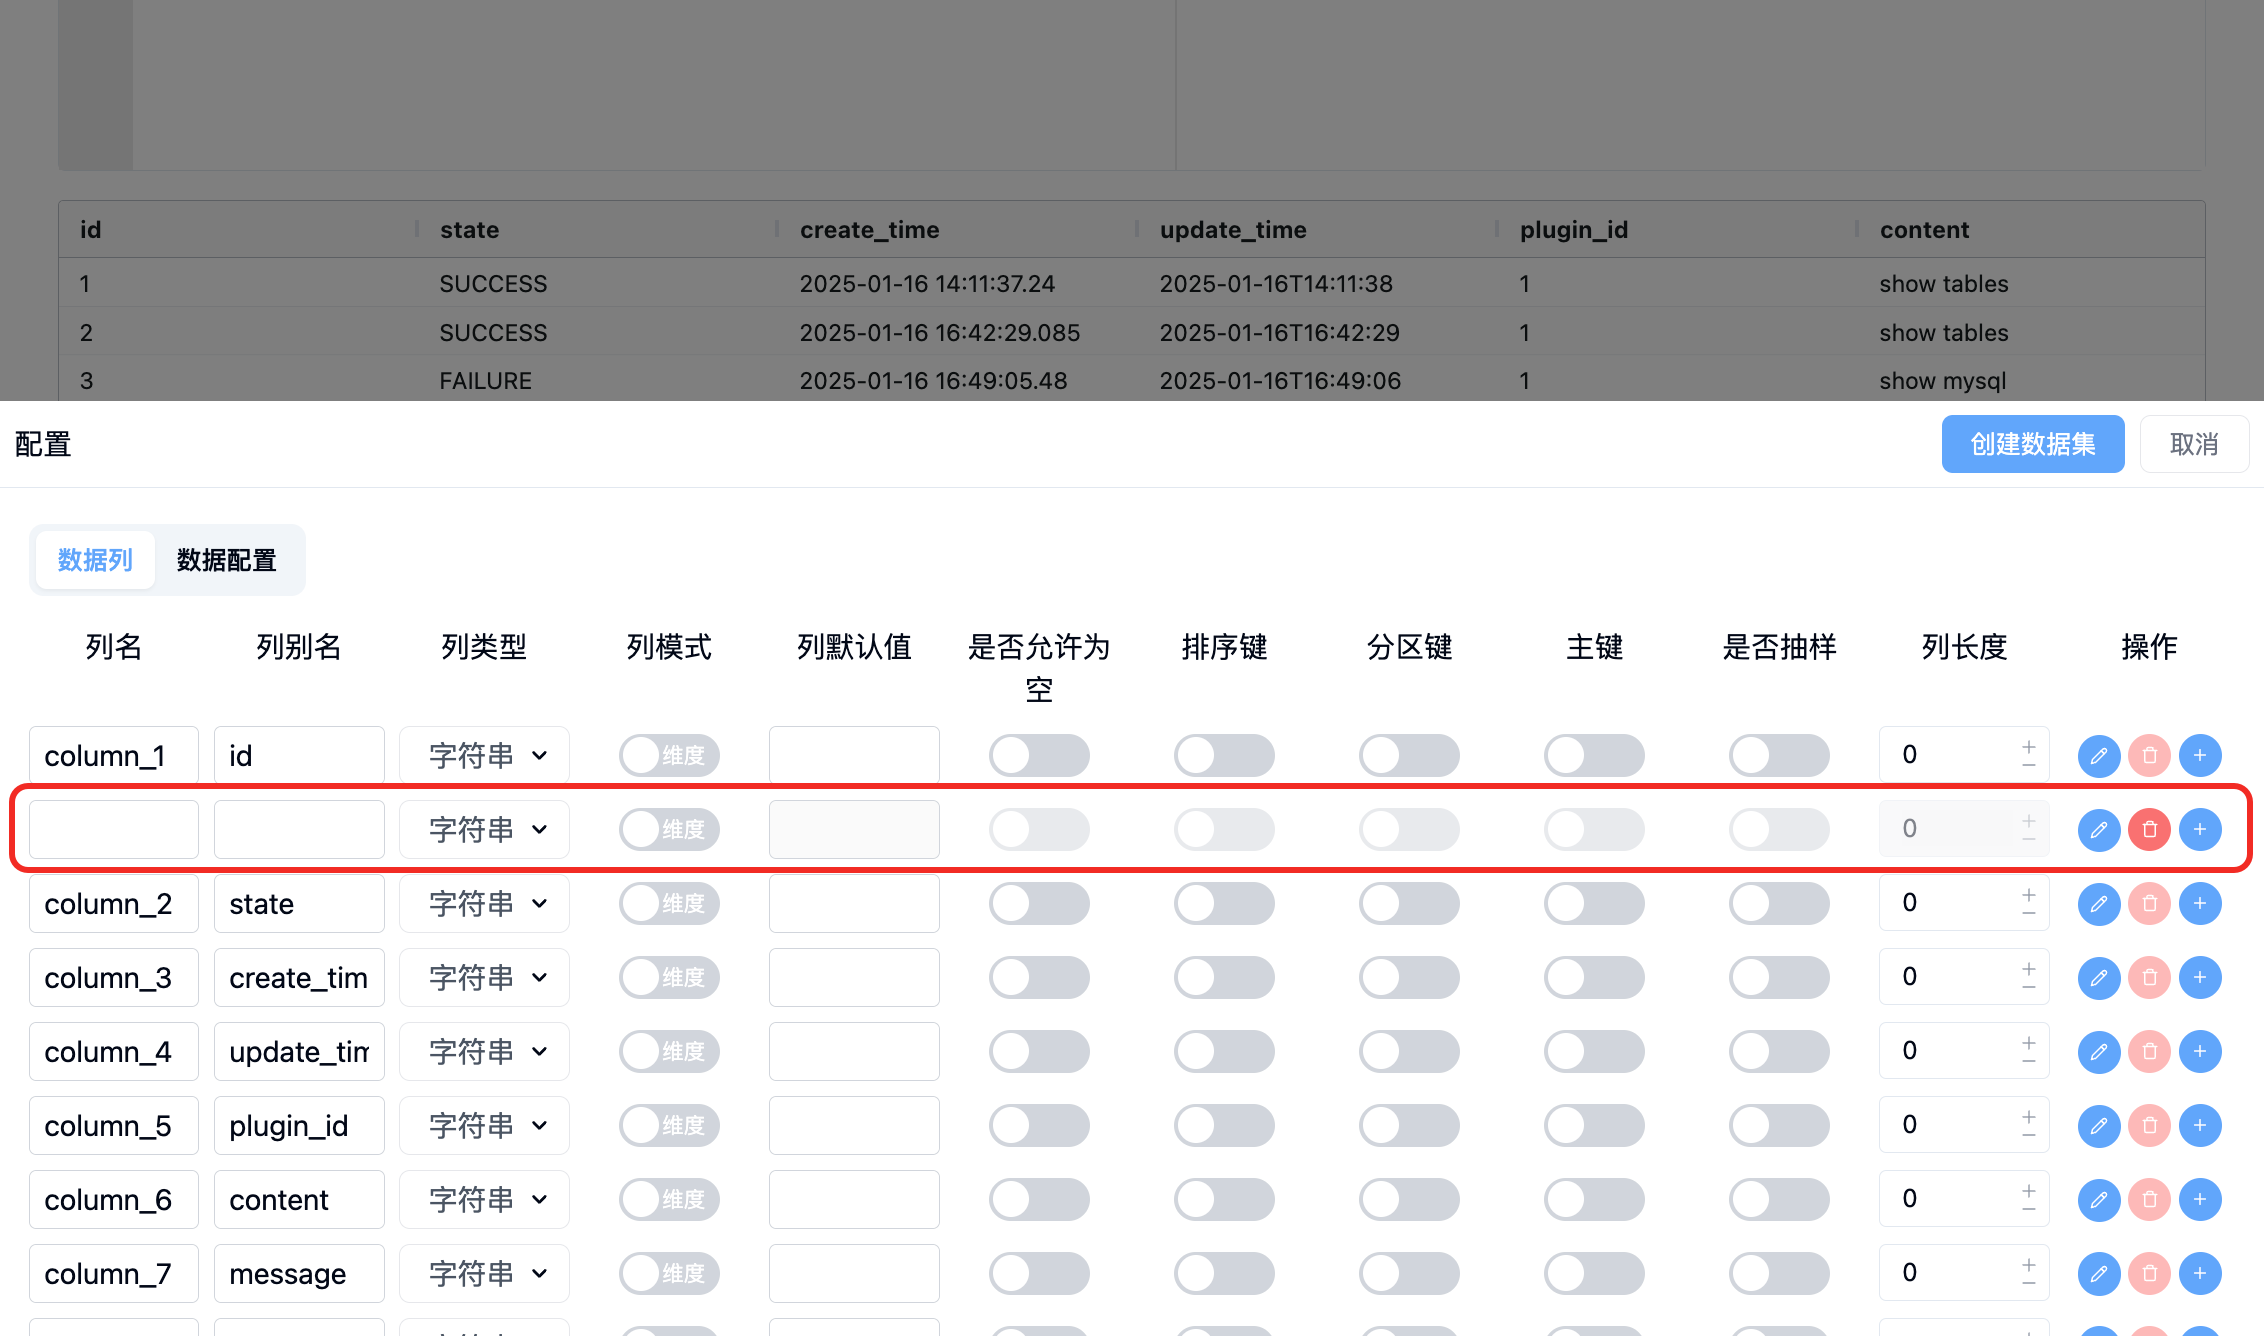 id state create_time update_time plugin_id content
1 SUCCESS 2025-01-16 14:11:37.24 2025-01-16T14:11:38 1 show tables
2 SUCCESS 2025-01-16 16:42:29.085 2025-01-16T16:42:29 1 show tables
3 FAILURE 2025-01-16 16:49:05.48 2025-01-16T16:49:06 1 show mysql
配置 创建数据集 取消
数据列 数据配置
列名 列别名 列类型 列模式 列默认值 是否允许为空 排序键 分区键 主键 是否抽样 列长度 操作
column_1 id 字符串 维度 0
字符串 维度 0
column_2 state 字符串 维度 0
column_3 create_tim 字符串 维度 0
column_4 update_tim 字符串 维度 0
column_5 plugin_id 字符串 维度 0
column_6 content 字符串 维度 0
column_7 message 字符串 维度 0